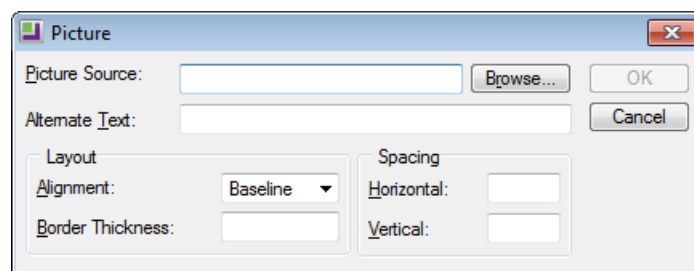 Picture
Picture Source: Browse... OK
Alternate Text: Cancel
Layout Spacing
Alignment: Baseline Horizontal:
Border Thickness: Vertical: